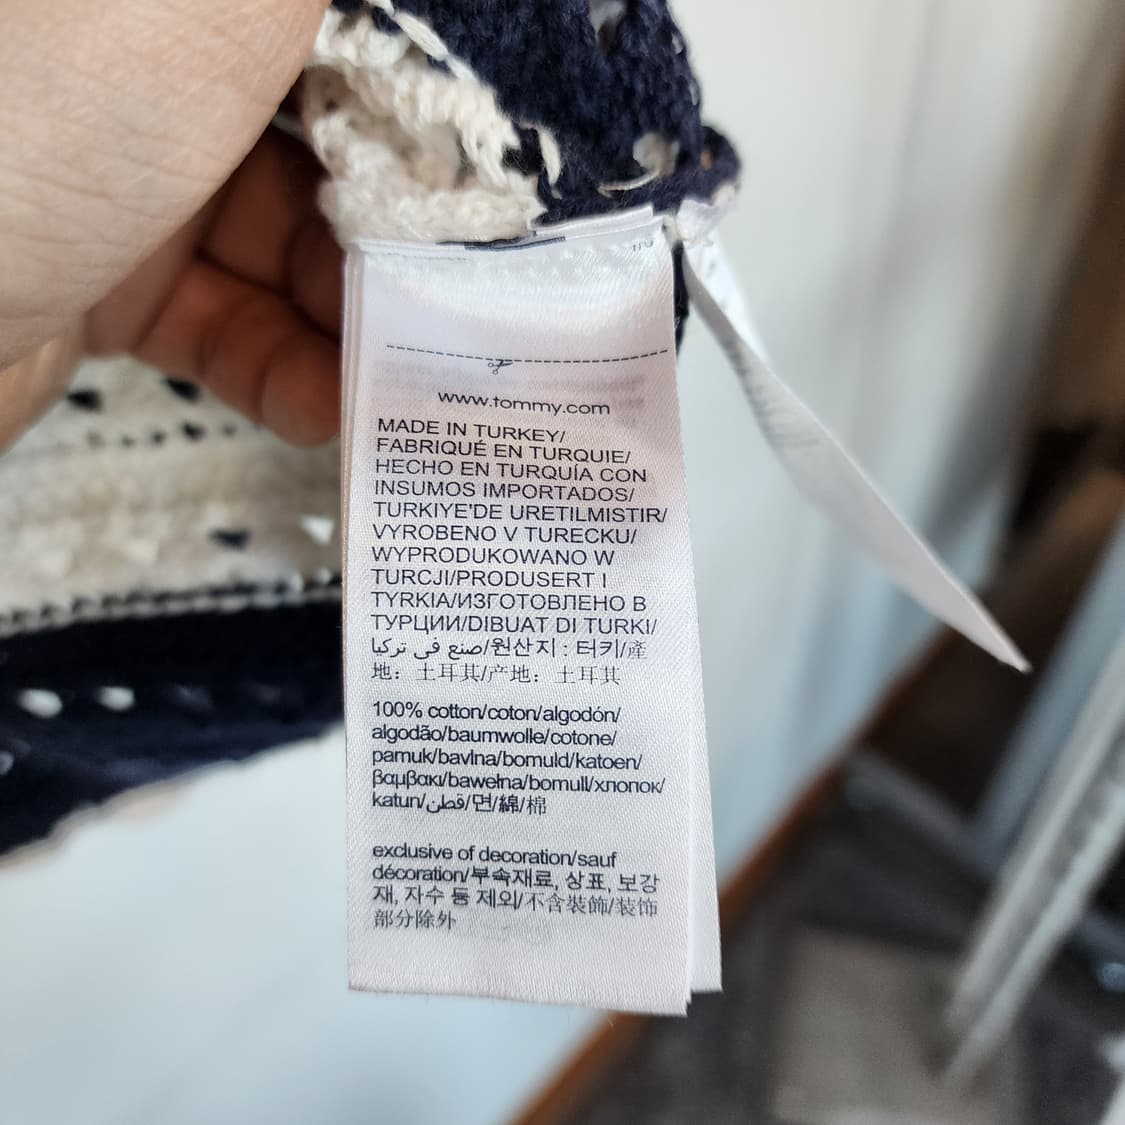 www.tommy.com
MADE IN TURKEY/
FABRIQUÉ EN TURQUIE/
HECHO EN TURQUÍA CON
INSUMOS IMPORTADOS/
TURKIYE'DE URETILMISTIR/
VYROBENO V TURECKU/
WYPRODUKOWANO W
TURCJI/PRODUSERT I
TYRKIA/ИЗГОТОВЛЕНО В
ТУРЦИИ/DIBUAT DI TURKI/
صنع في تركيا/원산지 : 터키/產
地：土耳其/产地：土耳其
100% cotton/coton/algodón/
algodão/baumwolle/cotone/
pamuk/bavlna/bomuld/katoen/
βαμβακι/bawełna/bomull/хлопок/
katun/قطن/면/綿/棉
exclusive of decoration/sauf
décoration/부속재료, 상표, 보강
재, 자수 등 제외/不含裝飾/装饰
部分除外